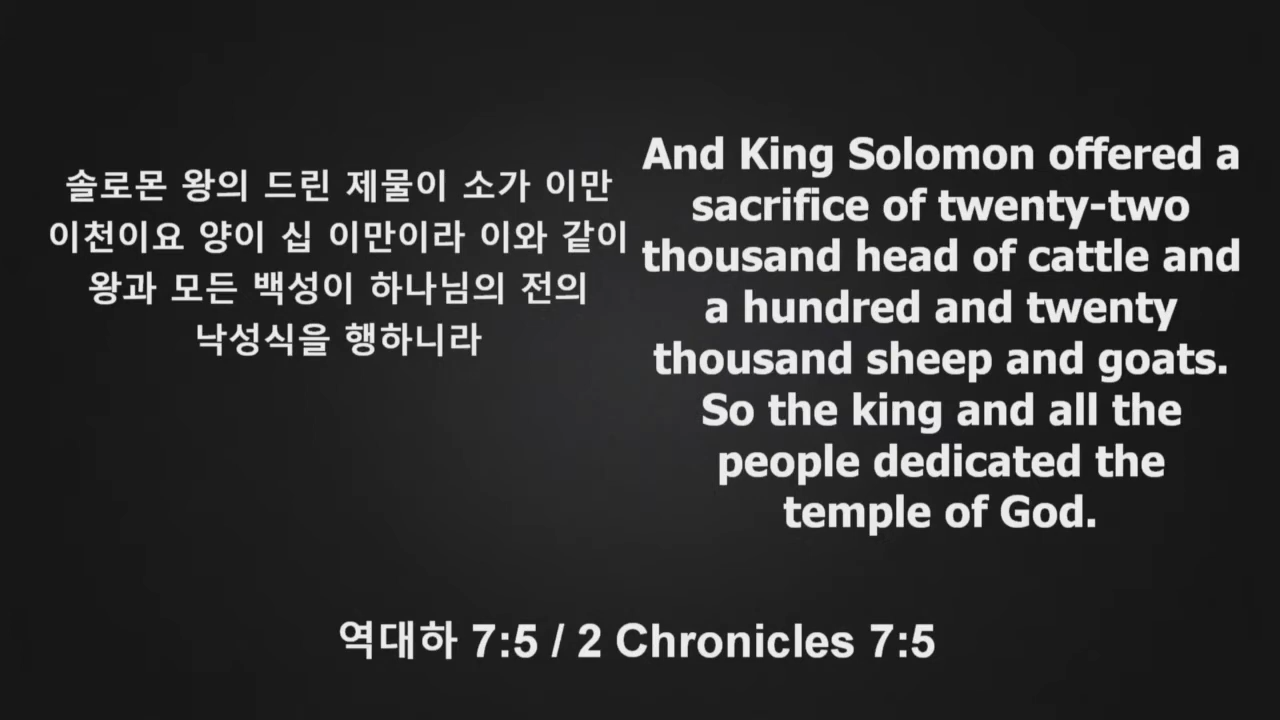 솔로몬 왕의 드린 제물이 소가 이만
이천이요 양이 십 이만이라 이와 같이
왕과 모든 백성이 하나님의 전의
낙성식을 행하니라
And King Solomon offered a
sacrifice of twenty-two
thousand head of cattle and
a hundred and twenty
thousand sheep and goats.
So the king and all the
people dedicated the
temple of God.
역대하 7:5 / 2 Chronicles 7:5